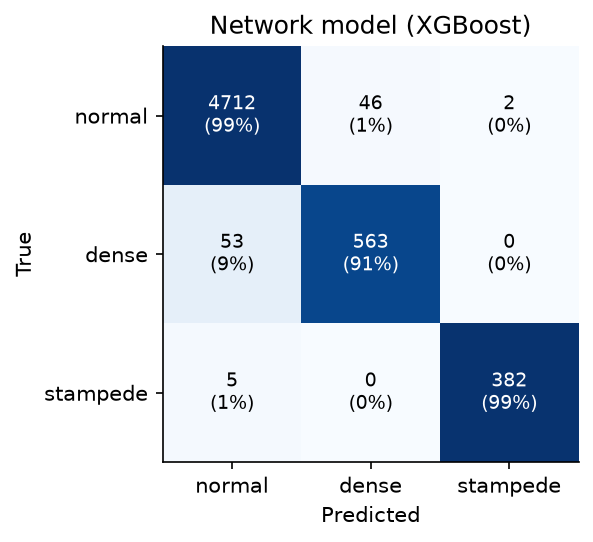 Network model (XGBoost)
True
normal
4712
(99%)
46
(1%)
2
(0%)
dense
53
(9%)
563
(91%)
0
(0%)
stampede
5
(1%)
0
(0%)
382
(99%)
normal
dense
stampede
Predicted